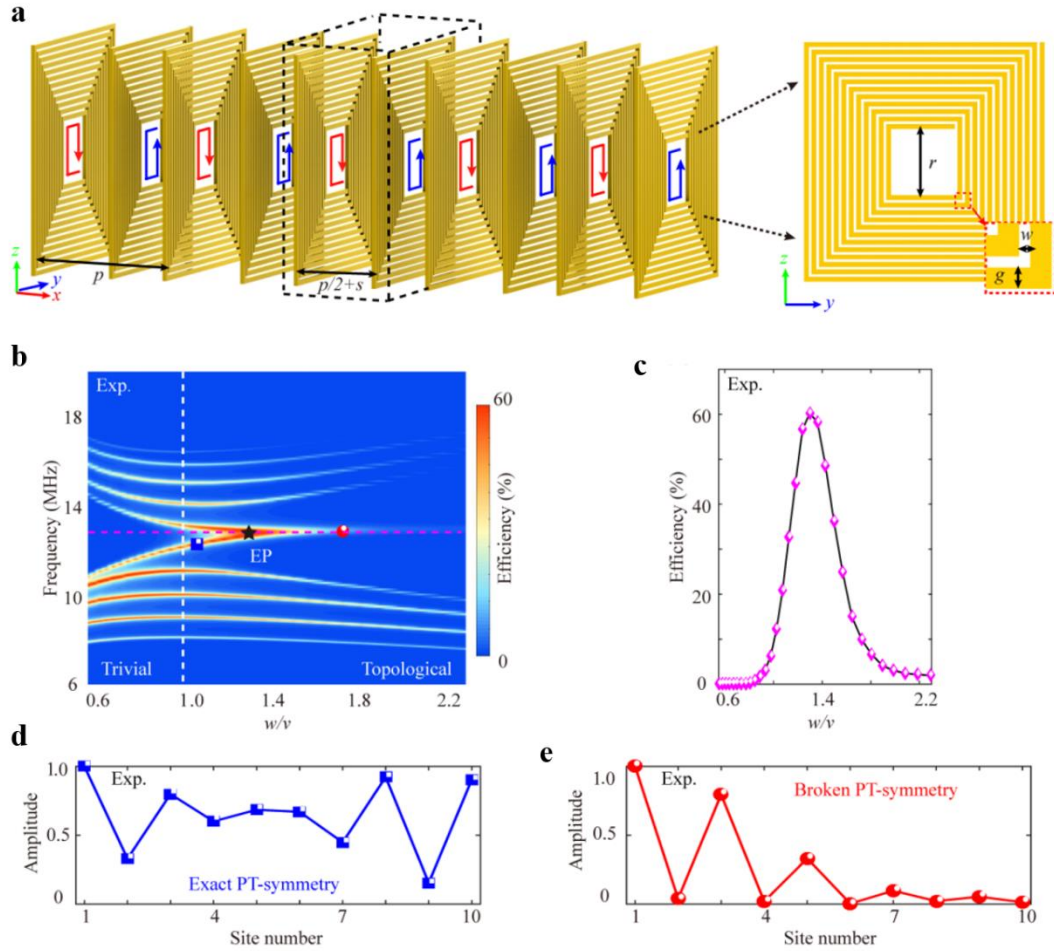 a
p
p/2+s
z
y
x
r
w
g
z
y
b
Exp.
18
14
10
6
Frequency (MHz)
EP
Trivial
Topological
0.6
1.0
1.4
1.8
2.2
w/v
60
0
Efficiency (%)
c
Exp.
60
40
20
0
Efficiency (%)
0.6
1.4
2.2
w/v
d
Exp.
1.0
0.5
0
Amplitude
Exact PT-symmetry
1
4
7
10
Site number
e
Exp.
Broken PT-symmetry
1.0
0.5
0
Amplitude
1
4
7
10
Site number